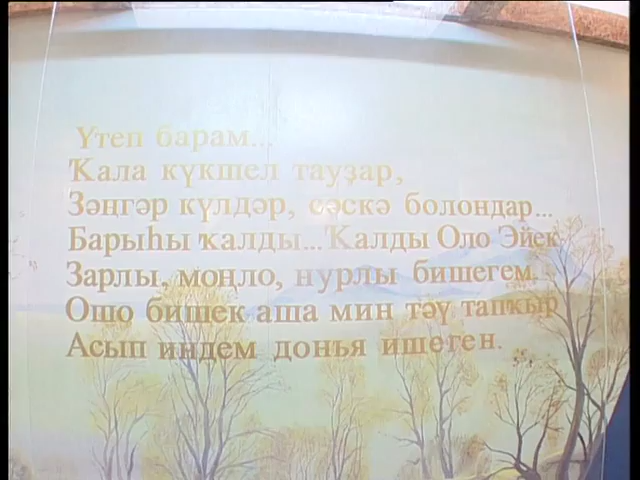 Үтеп барам...
Ҡала күкшел тауҙар,
Зәңгәр күлдәр, сәскә болондар...
Барыһы ҡалды...Ҡалды Оло Эйек
Зарлы, моңло, нурлы бишегем.
Ошо бишек аша мин тәү тапҡыр
Асып индем донъя ишеген.